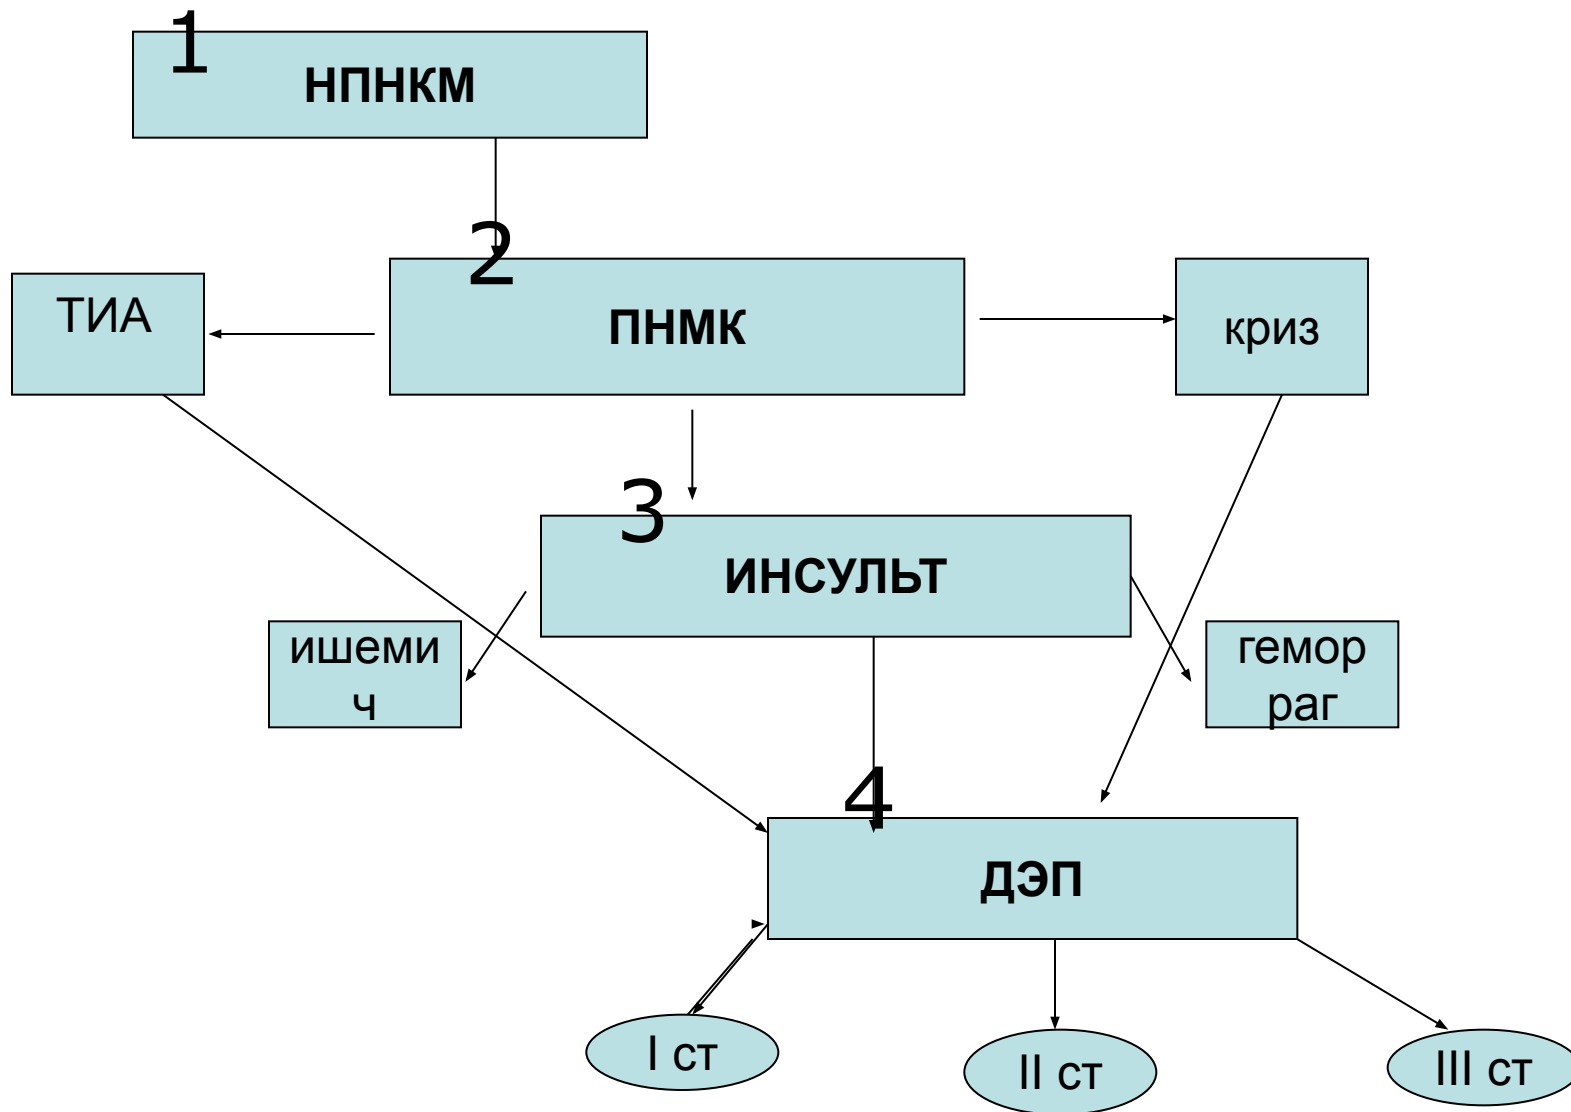 1
НПНКМ
2
ТИА
ПНМК
криз
3
ИНСУЛЬТ
ишеми
ч
гемор
раг
4
ДЭП
I ст
II ст
III ст